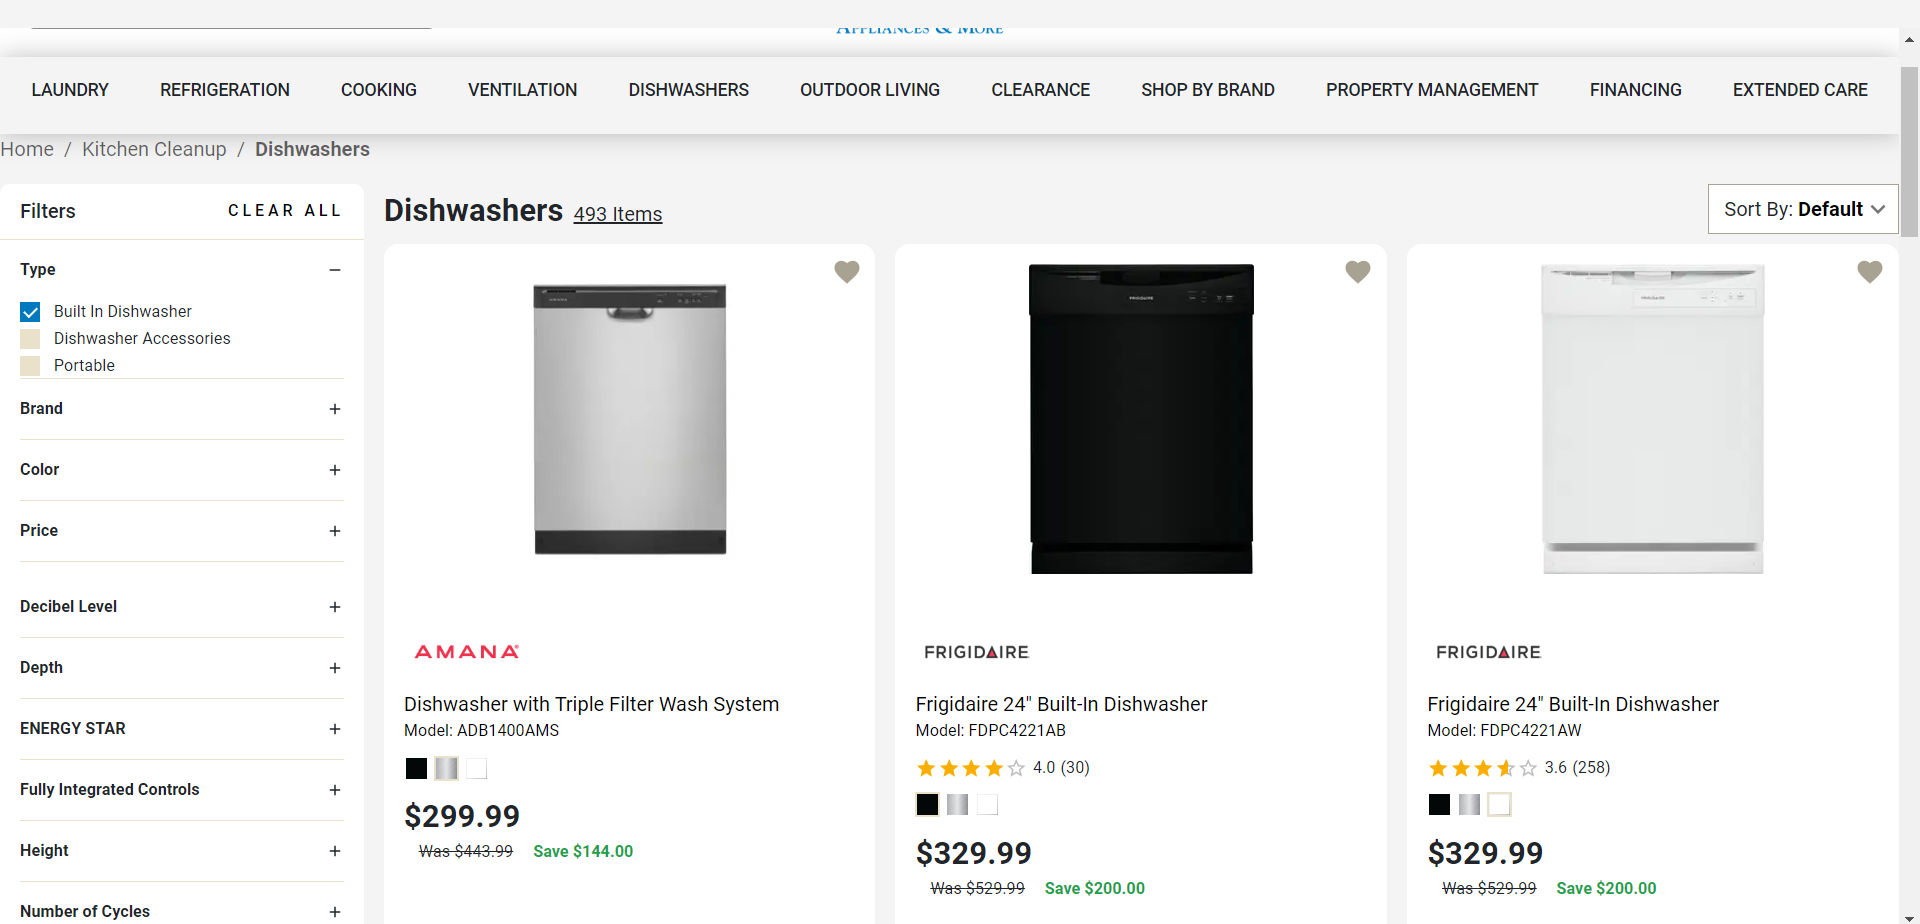 APPLIANCES & MORE
LAUNDRY REFRIGERATION COOKING VENTILATION DISHWASHERS OUTDOOR LIVING CLEARANCE SHOP BY BRAND PROPERTY MANAGEMENT FINANCING EXTENDED CARE
Home / Kitchen Cleanup / Dishwashers
Filters CLEAR ALL
Type
Built In Dishwasher
Dishwasher Accessories
Portable
Brand
Color
Price
Decibel Level
Depth
ENERGY STAR
Fully Integrated Controls
Height
Number of Cycles
Dishwashers 493 Items
Sort By: Default
AMANA
Dishwasher with Triple Filter Wash System
Model: ADB1400AMS
$299.99
Was $443.99 Save $144.00
FRIGIDAIRE
FRIGIDAIRE
Frigidaire 24" Built-In Dishwasher
Model: FDPC4221AB
4.0 (30)
$329.99
Was $529.99 Save $200.00
FRIGIDAIRE
FRIGIDAIRE
Frigidaire 24" Built-In Dishwasher
Model: FDPC4221AW
3.6 (258)
$329.99
Was $529.99 Save $200.00